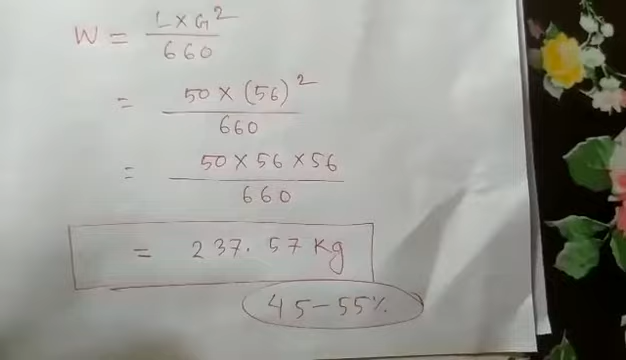 W = L×G²/660
= 50×(56)²/660
= 50×56×56/660
= 237.57 Kg
45-55%